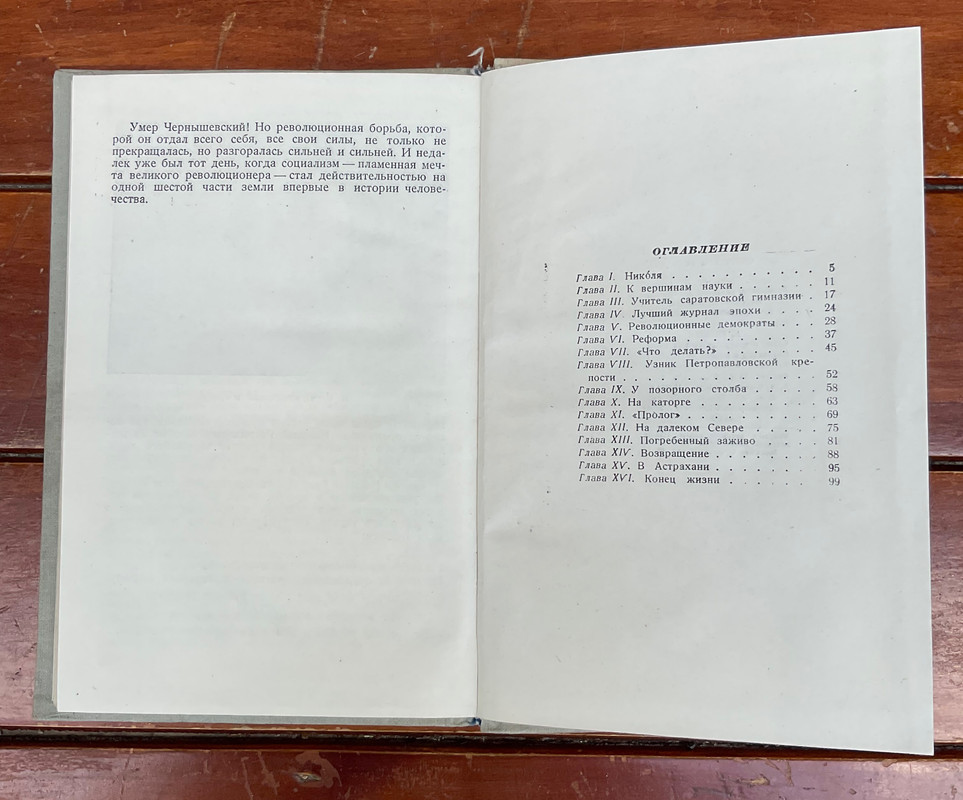 Умер Чернышевский! Но революционная борьба, кото-
рой он отдал всего себя, все свои силы, не только не
прекращалась, но разгоралась сильней и сильней. И неда-
лек уже был тот день, когда социализм — пламенная меч-
та великого революционера — стал действительностью на
одной шестой части земли впервые в истории челове-
чества.
ОГЛАВЛЕНИЕ
Глава I. Никόля . . . . . . . . . . . 5
Глава II. К вершинам науки . . . . . . 11
Глава III. Учитель саратовской гимназии . 17
Глава IV. Лучший журнал эпохи . . . . 24
Глава V. Революционные демократы . . . 28
Глава VI. Реформа . . . . . . . . . 37
Глава VII. «Что делать?» . . . . . . . 45
Глава VIII. Узник Петропавловской кре-
пости . . . . . . . . . . . . . . 52
Глава IX. У позорного столба . . . . . 58
Глава X. На каторге . . . . . . . . . 63
Глава XI. «Пролог» . . . . . . . . . 69
Глава XII. На далеком Севере . . . . . 75
Глава XIII. Погребенный заживо . . . . 81
Глава XIV. Возвращение . . . . . . . 88
Глава XV. В Астрахани . . . . . . . 95
Глава XVI. Конец жизни . . . . . . 99